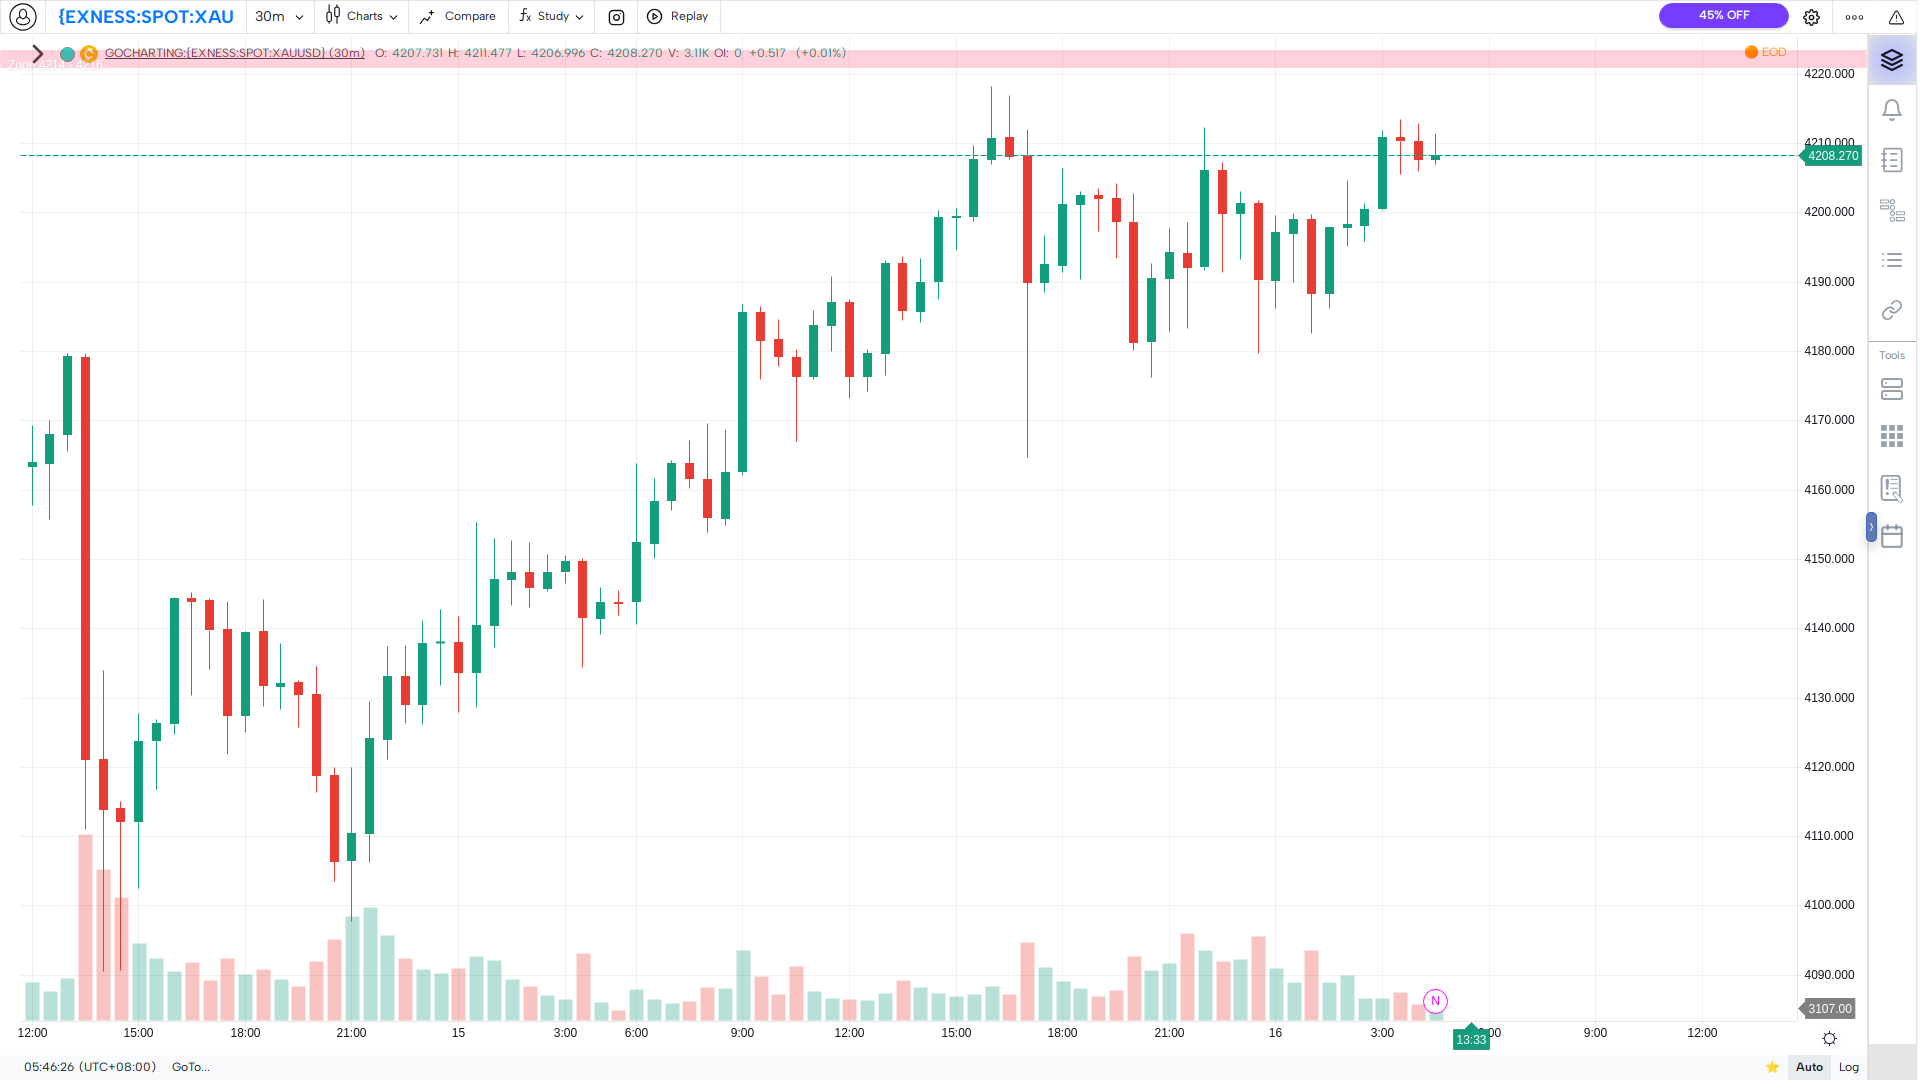 {EXNESS:SPOT:XAU 30m Charts Compare fx Study Replay 45% OFF
GOCHARTING:{EXNESS:SPOT:XAUUSD} (30m) O: 4207.731 H: 4211.477 L: 4206.996 C: 4208.270 V: 3.11K OI: 0 +0.517 (+0.01%) EOD
4220.000
4210.000
4208.270
4200.000
4190.000
4180.000
4170.000
4160.000
4150.000
4140.000
4130.000
4120.000
4110.000
4100.000
4090.000
3107.00
Tools
N
12:00 15:00 18:00 21:00 15 3:00 6:00 9:00 12:00 15:00 18:00 21:00 16 3:00 9:00 12:00
13:33
05:46:26 (UTC+08:00) GoTo... Auto Log